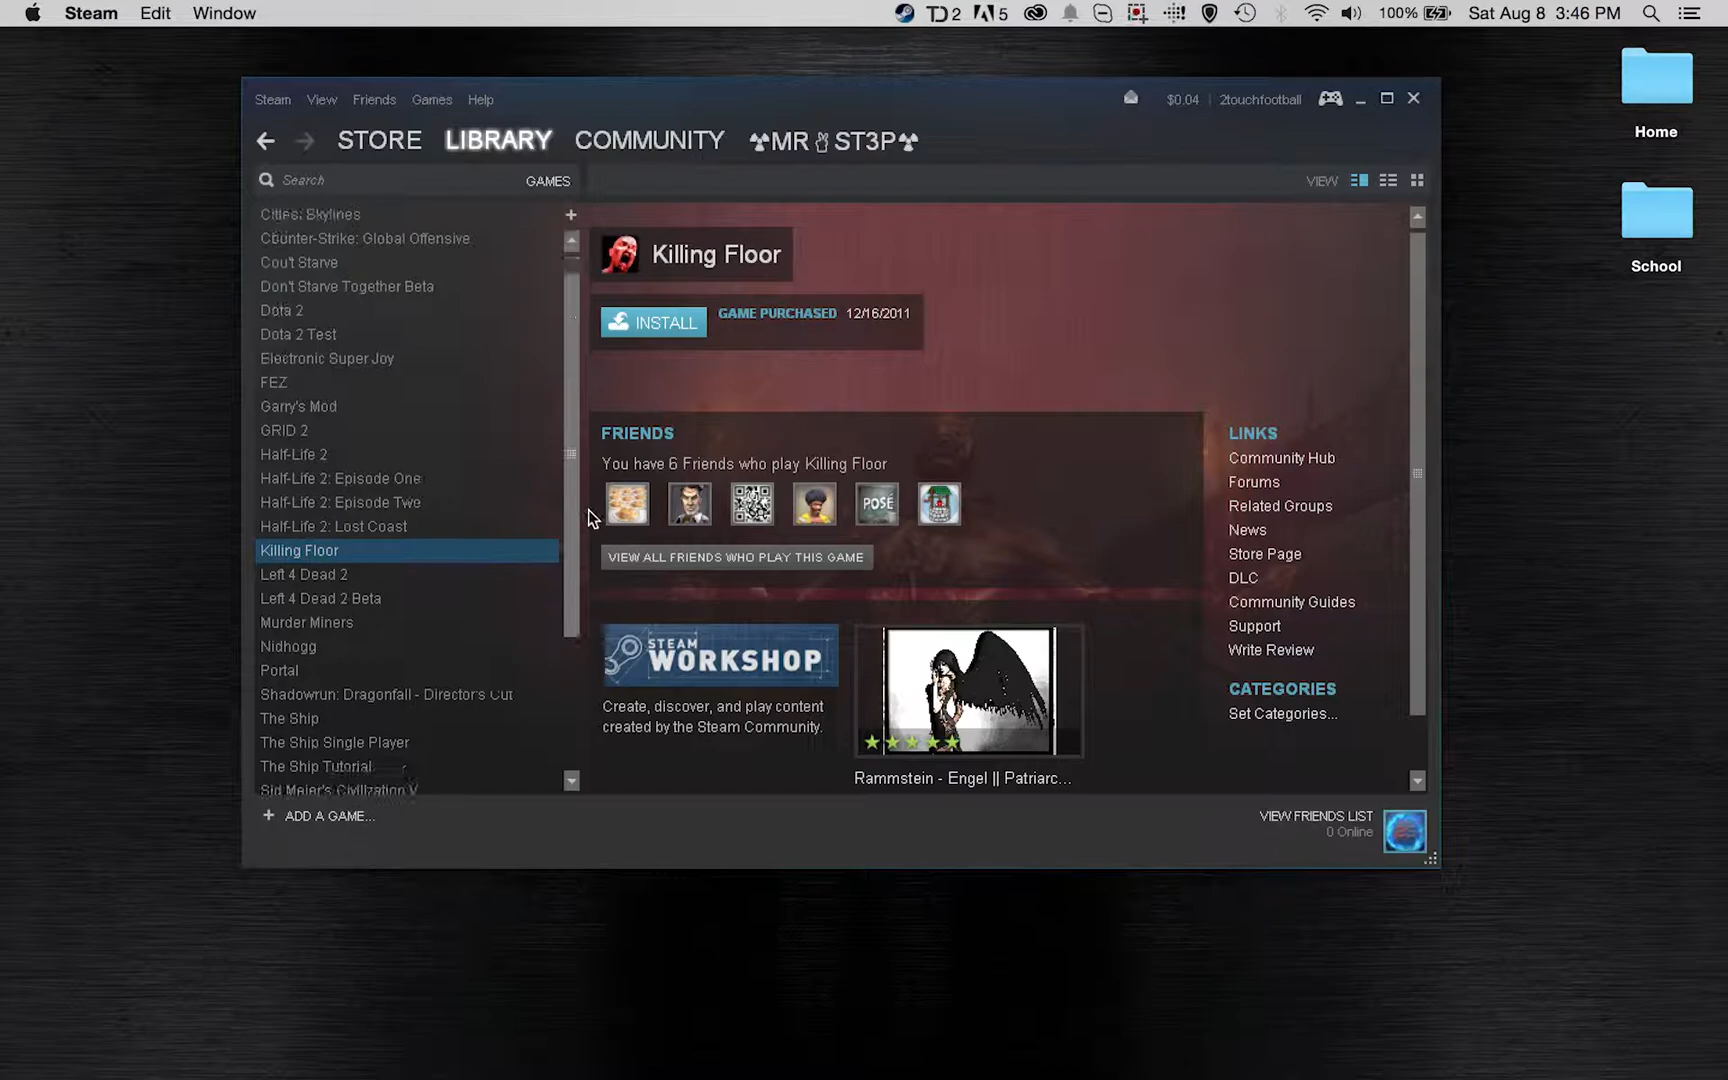 Steam Edit Window
2 5 100% Sat Aug 8 3:46 PM
Home
School
Steam View Friends Games Help
$0.04 2touchfootball
STORE LIBRARY COMMUNITY ☢MR✌ST3P☢
Search GAMES VIEW
Cities: Skylines +
Counter-Strike: Global Offensive
Starve
Don't Starve Together Beta
Dota 2
Dota 2 Test
Electronic Super Joy
FEZ
Garry's Mod
GRID 2
Half-Life 2
Half-Life 2: Episode One
Half-Life 2: Episode Two
Half-Life 2: Lost Coast
Killing Floor
Left 4 Dead 2
Left 4 Dead 2 Beta
Murder Miners
Nidhogg
Portal
Shadowrun: Dragonfall - Director's Cut
The Ship
The Ship Single Player
The Ship Tutorial
Sid Meier's Civilization V
+ ADD A GAME...
Killing Floor
INSTALL GAME PURCHASED 12/16/2011
FRIENDS
You have 6 Friends who play Killing Floor
POSÉ
VIEW ALL FRIENDS WHO PLAY THIS GAME
STEAM
WORKSHOP
Create, discover, and play content
created by the Steam Community.
Rammstein - Engel || Patriarc...
LINKS
Community Hub
Forums
Related Groups
News
Store Page
DLC
Community Guides
Support
Write Review
CATEGORIES
Set Categories...
VIEW FRIENDS LIST
0 Online